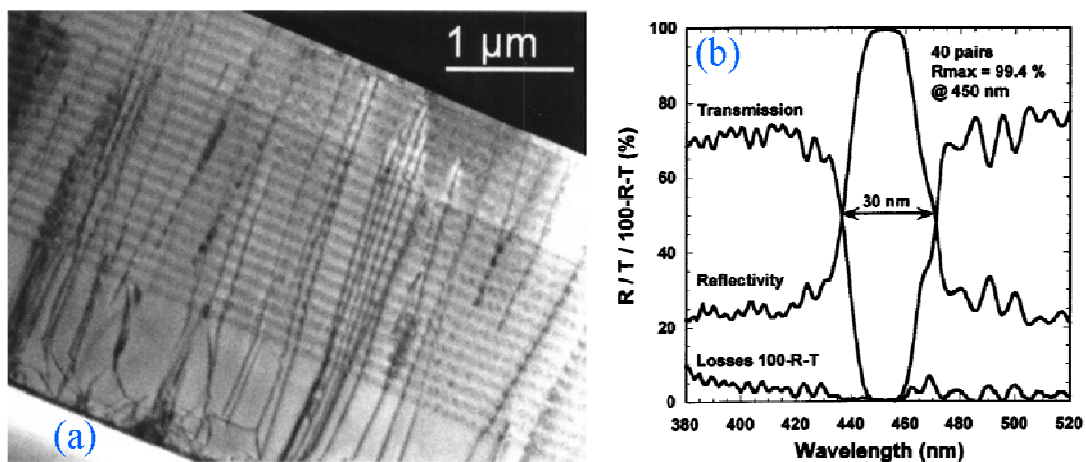 1 µm
(a)
(b)
40 pairs
Rmax = 99.4 %
@ 450 nm
Transmission
30 nm
Reflectivity
Losses 100-R-T
R / T / 100-R-T (%)
100
80
60
40
20
0
380 400 420 440 460 480 500 520
Wavelength (nm)